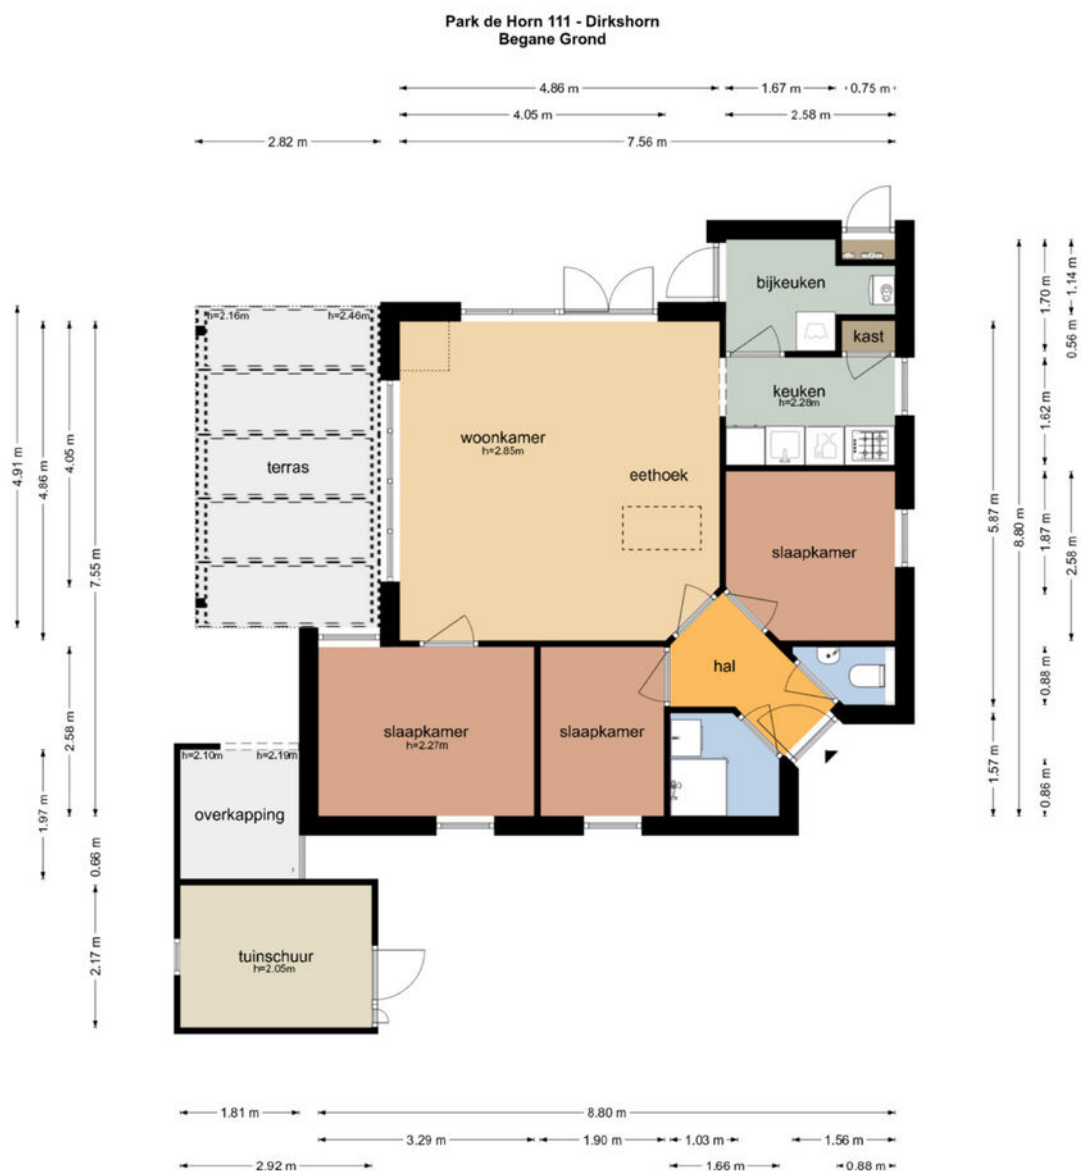 Park de Horn 111 - Dirkshorn
Begane Grond
4.86 m
1.67 m
0.75 m
4.05 m
2.58 m
2.82 m
7.56 m
h=2.16m
h=2.46m
terras
woonkamer
h=2.85m
eethoek
bijkeuken
kast
keuken
h=2.28m
slaapkamer
hal
slaapkamer
h=2.27m
slaapkamer
h=2.10m
h=2.19m
overkapping
tuinschuur
h=2.05m
4.91 m
4.86 m
4.05 m
7.55 m
2.58 m
1.97 m
0.66 m
2.17 m
5.87 m
8.80 m
1.70 m
1.14 m
0.56 m
1.62 m
1.87 m
2.58 m
0.88 m
1.57 m
0.86 m
1.81 m
8.80 m
3.29 m
1.90 m
1.03 m
1.56 m
2.92 m
1.66 m
0.88 m